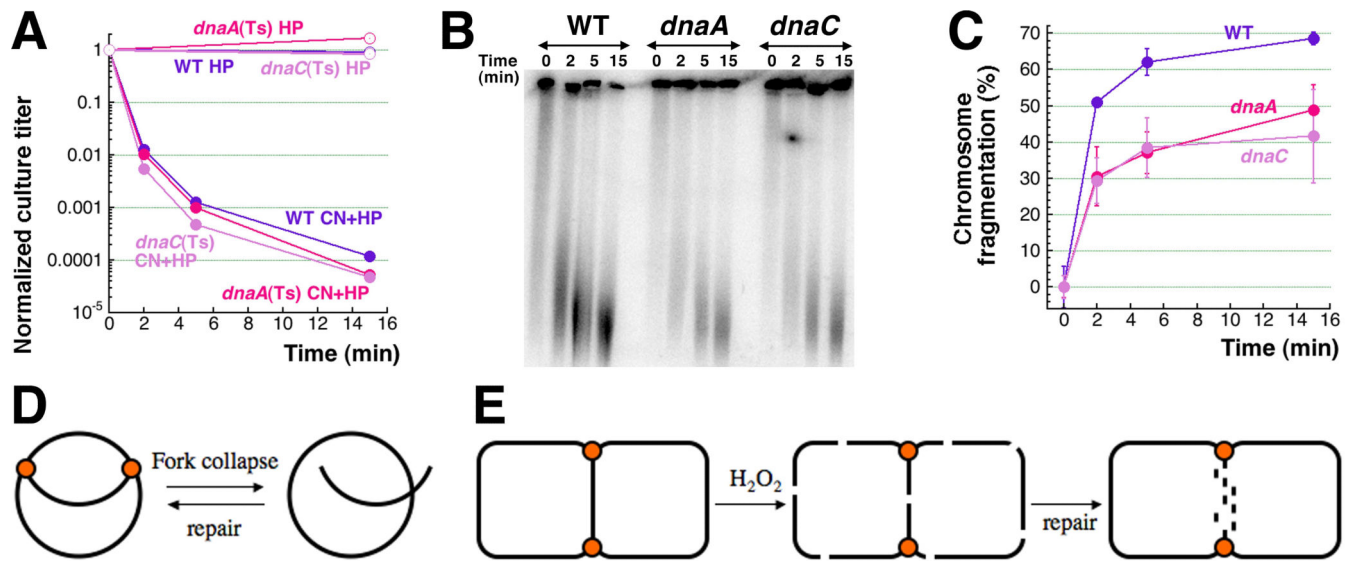 A
Normalized culture titer
1
0.1
0.01
0.001
0.0001
10-5
dnaA(Ts) HP
WT HP
dnaC(Ts) HP
WT CN+HP
dnaC(Ts)
CN+HP
dnaA(Ts) CN+HP
0 2 4 6 8 10 12 14 16
Time (min)
B
WT dnaA dnaC
Time
(min)
0 2 5 15 0 2 5 15 0 2 5 15
C
Chromosome
fragmentation (%)
70
60
50
40
30
20
10
0
WT
dnaA
dnaC
0 2 4 6 8 10 12 14 16
Time (min)
D
Fork collapse
repair
E
H2O2
repair